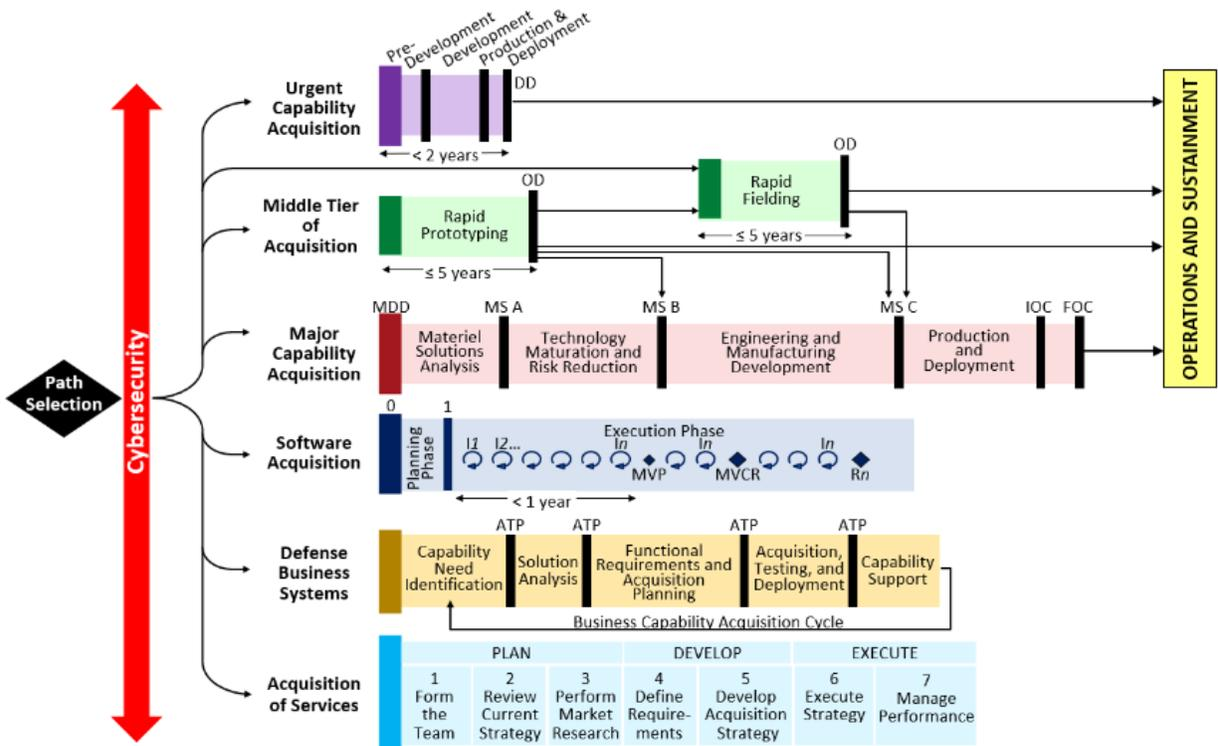 Pre-
Development
Development
Production &
Deployment
Urgent
Capability
Acquisition
DD
< 2 years
OD
Rapid
Fielding
≤ 5 years
Middle Tier
of
Acquisition
OD
Rapid
Prototyping
≤ 5 years
OPERATIONS AND SUSTAINMENT
MDD
MS A
MS B
MS C
IOC
FOC
Major
Capability
Acquisition
Materiel
Solutions
Analysis
Technology
Maturation and
Risk Reduction
Engineering and
Manufacturing
Development
Production
and
Deployment
Path
Selection
Cybersecurity
Software
Acquisition
0
1
Planning
Phase
Execution Phase
I1
I2...
In
In
In
MVP
MVCR
Rn
< 1 year
Defense
Business
Systems
ATP
ATP
ATP
ATP
Capability
Need
Identification
Solution
Analysis
Functional
Requirements and
Acquisition
Planning
Acquisition,
Testing, and
Deployment
Capability
Support
Business Capability Acquisition Cycle
Acquisition
of Services
PLAN
DEVELOP
EXECUTE
1
Form
the
Team
2
Review
Current
Strategy
3
Perform
Market
Research
4
Define
Require-
ments
5
Develop
Acquisition
Strategy
6
Execute
Strategy
7
Manage
Performance